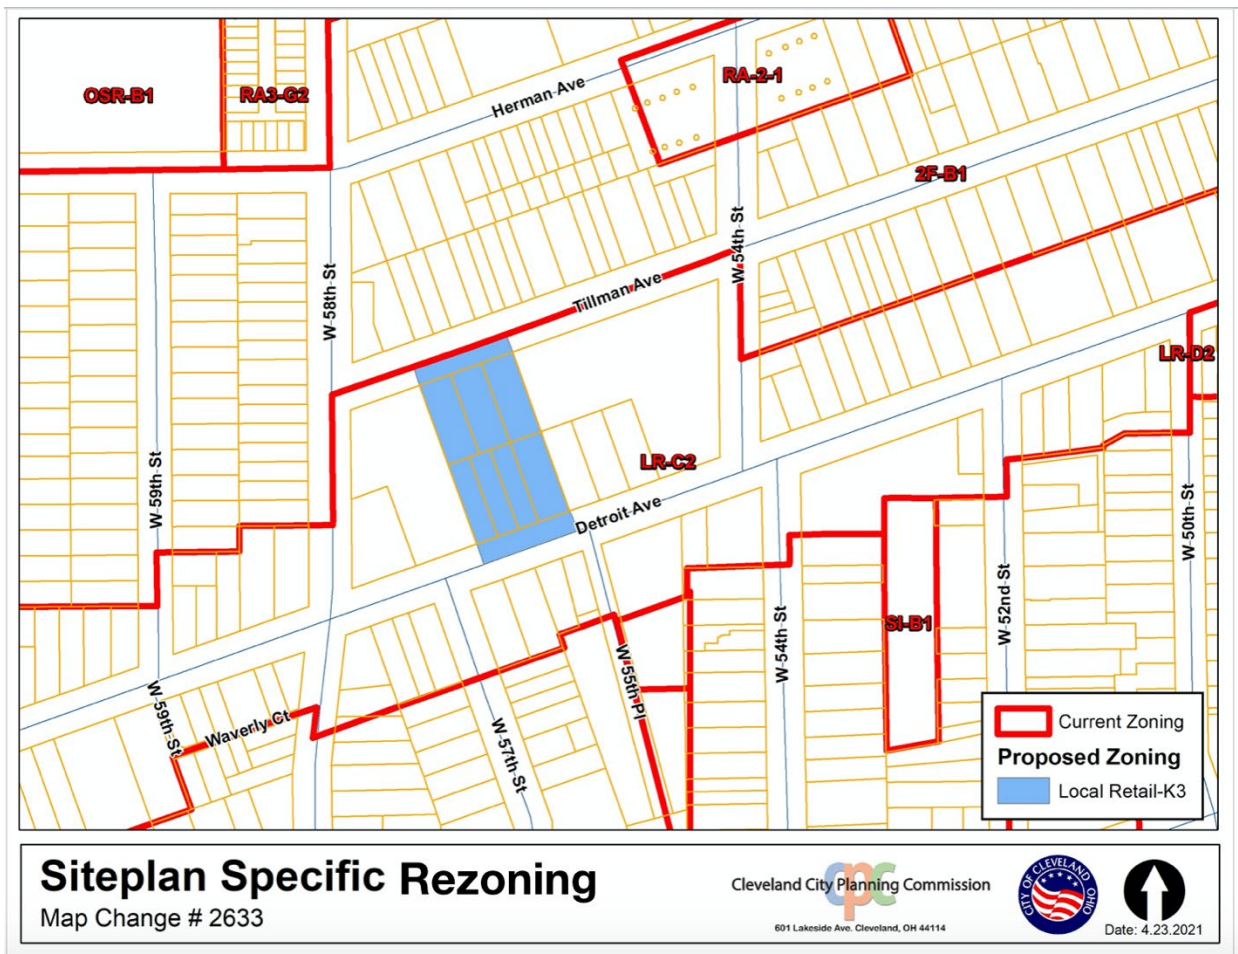 OSR-B1
RA3-G2
Herman Ave
RA-2-1
2F-B1
W 54th St
W 58th St
Tillman Ave
LR-D2
LR-C2
W 59th St
Detroit Ave
W 50th St
W 52nd St
W 54th St
SI-B1
W 55th Pl
W 59th St
Waverly Ct
W 57th St
Current Zoning
Proposed Zoning
Local Retail-K3
Siteplan Specific Rezoning
Map Change # 2633
cpc
Cleveland City Planning Commission
601 Lakeside Ave. Cleveland, OH 44114
CITY OF CLEVELAND, OHIO
Date: 4.23.2021